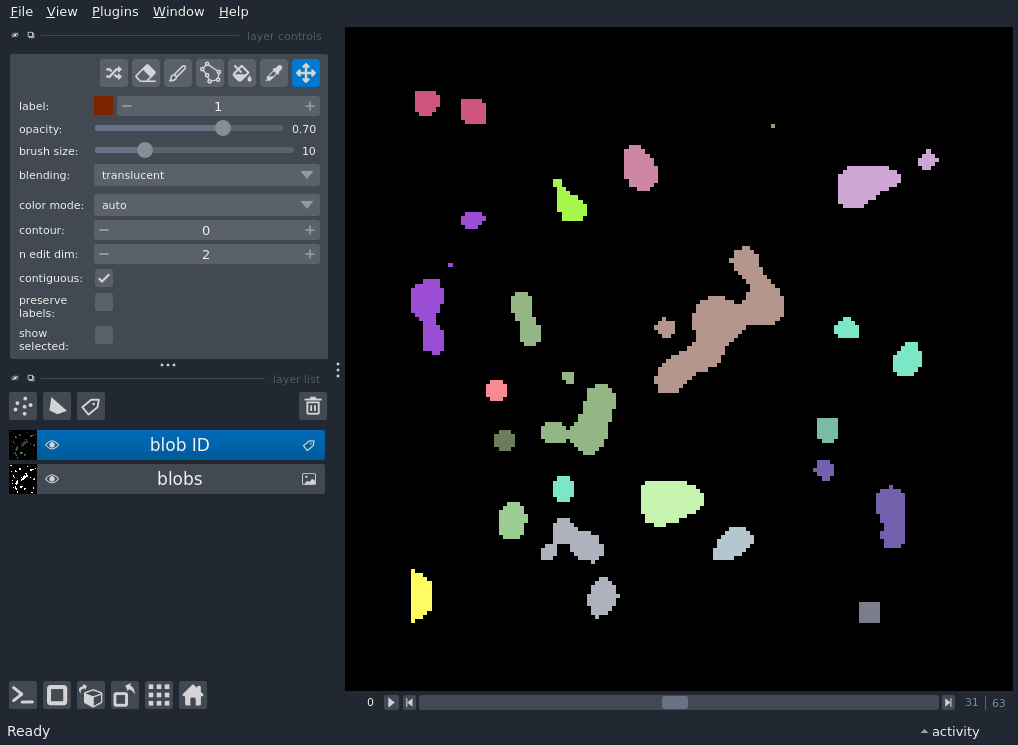 File View Plugins Window Help
layer controls
label: 1
opacity: 0.70
brush size: 10
blending: translucent
color mode: auto
contour: 0
n edit dim: 2
contiguous:
preserve
labels:
show
selected:
layer list
blob ID
blobs
0 31 | 63
Ready activity